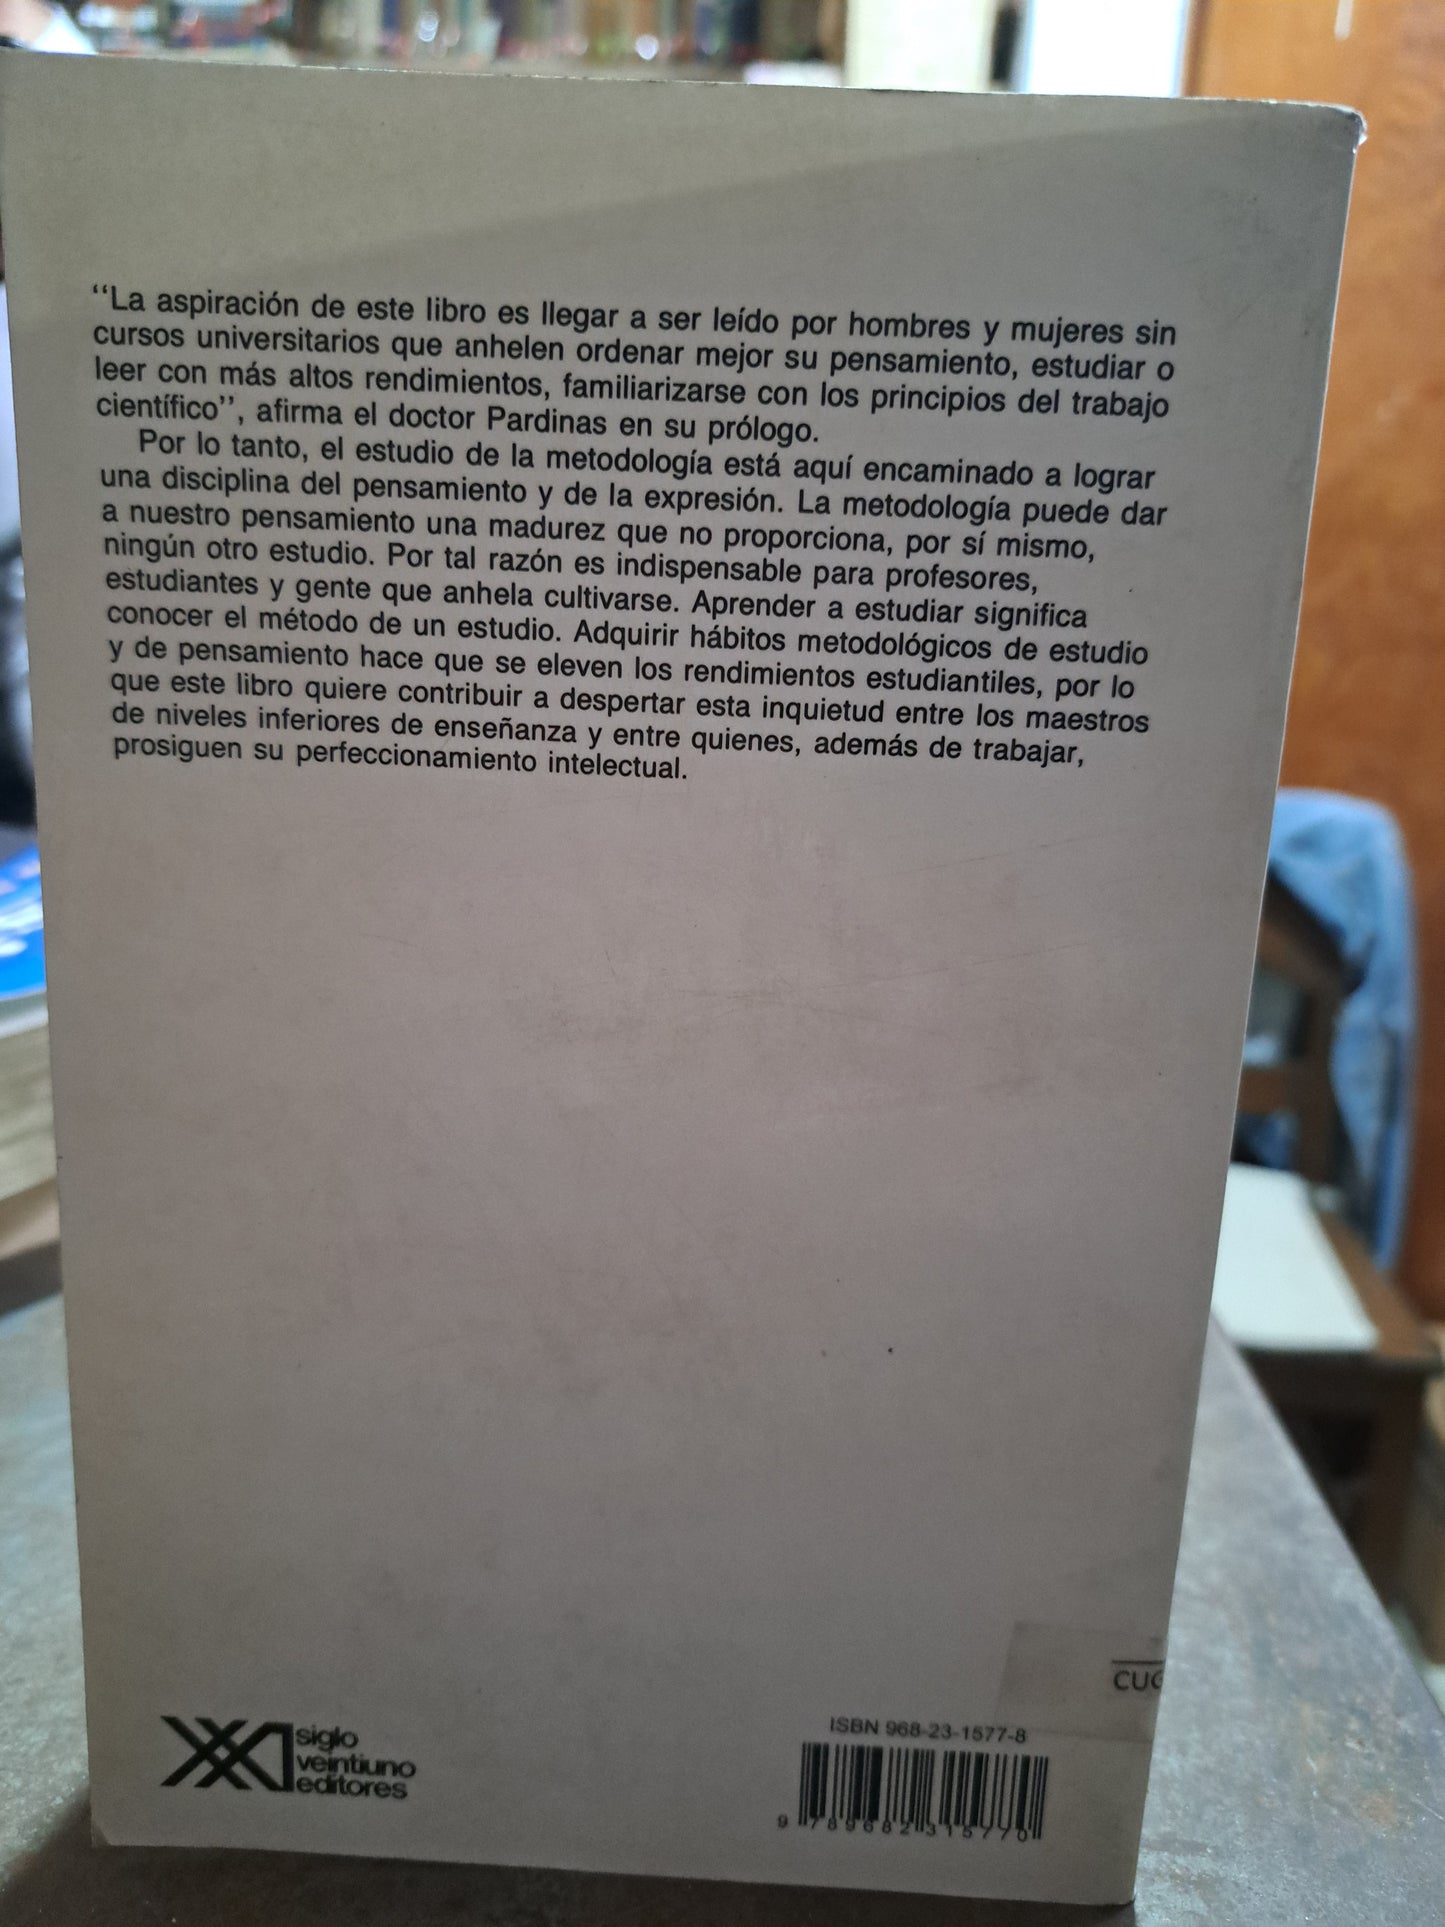 “La aspiración de este libro es llegar a ser leído por hombres y mujeres sin
cursos universitarios que anhelen ordenar mejor su pensamiento, estudiar o
leer con más altos rendimientos, familiarizarse con los principios del trabajo
científico”, afirma el doctor Pardinas en su prólogo.
Por lo tanto, el estudio de la metodología está aquí encaminado a lograr
una disciplina del pensamiento y de la expresión. La metodología puede dar
a nuestro pensamiento una madurez que no proporciona, por sí mismo,
ningún otro estudio. Por tal razón es indispensable para profesores,
estudiantes y gente que anhela cultivarse. Aprender a estudiar significa
conocer el método de un estudio. Adquirir hábitos metodológicos de estudio
y de pensamiento hace que se eleven los rendimientos estudiantiles, por lo
que este libro quiere contribuir a despertar esta inquietud entre los maestros
de niveles inferiores de enseñanza y entre quienes, además de trabajar,
prosiguen su perfeccionamiento intelectual.
siglo
veintiuno
editores
ISBN 968-23-1577-8
9 789682 315770